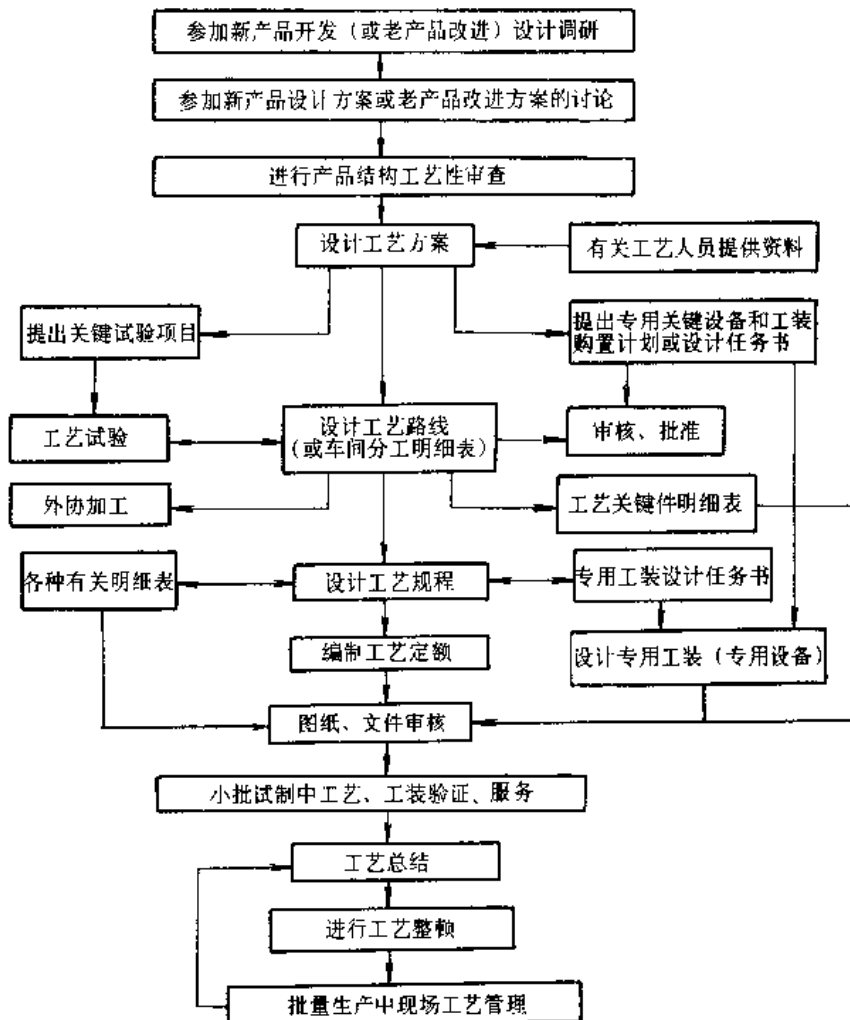 参加新产品开发（或老产品改进）设计调研
参加新产品设计方案或老产品改进方案的讨论
进行产品结构工艺性审查
设计工艺方案
有关工艺人员提供资料
提出关键试验项目
提出专用关键设备和工装
购置计划或设计任务书
工艺试验
设计工艺路线
（或车间分工明细表）
审核、批准
外协加工
工艺关键件明细表
各种有关明细表
设计工艺规程
专用工装设计任务书
编制工艺定额
设计专用工装（专用设备）
图纸、文件审核
小批试制中工艺、工装验证、服务
工艺总结
进行工艺整顿
批量生产中现场工艺管理